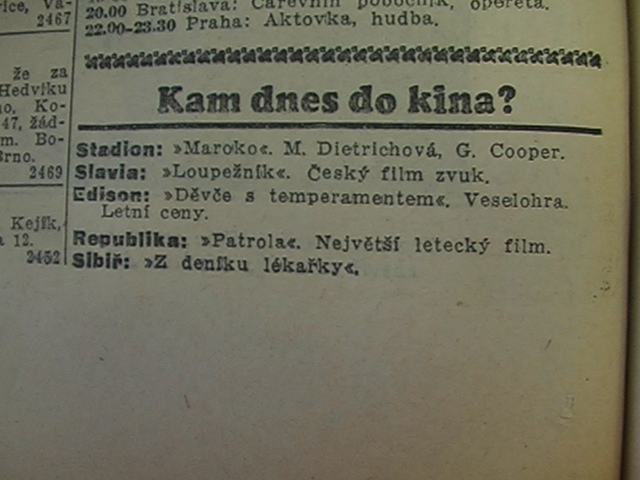 20.00 Bratislava: Carevnin pobočník, opereta.
22.00-23.30 Praha: Aktovka, hudba.
Kam dnes do kina?
Stadion: »Maroko«. M. Dietrichová, G. Cooper.
Slavia: »Loupežník«. Český film zvuk.
Edison: »Děvče s temperamentem«. Veselohra.
Letní ceny.
Republika: »Patrola«. Největší letecký film.
Sibiř: »Z deníku lékařky«.
2467
že za
Hedviku
Ko-
47, žád-
m. Bo-
Brno.
2469
Kejík,
12.
2452